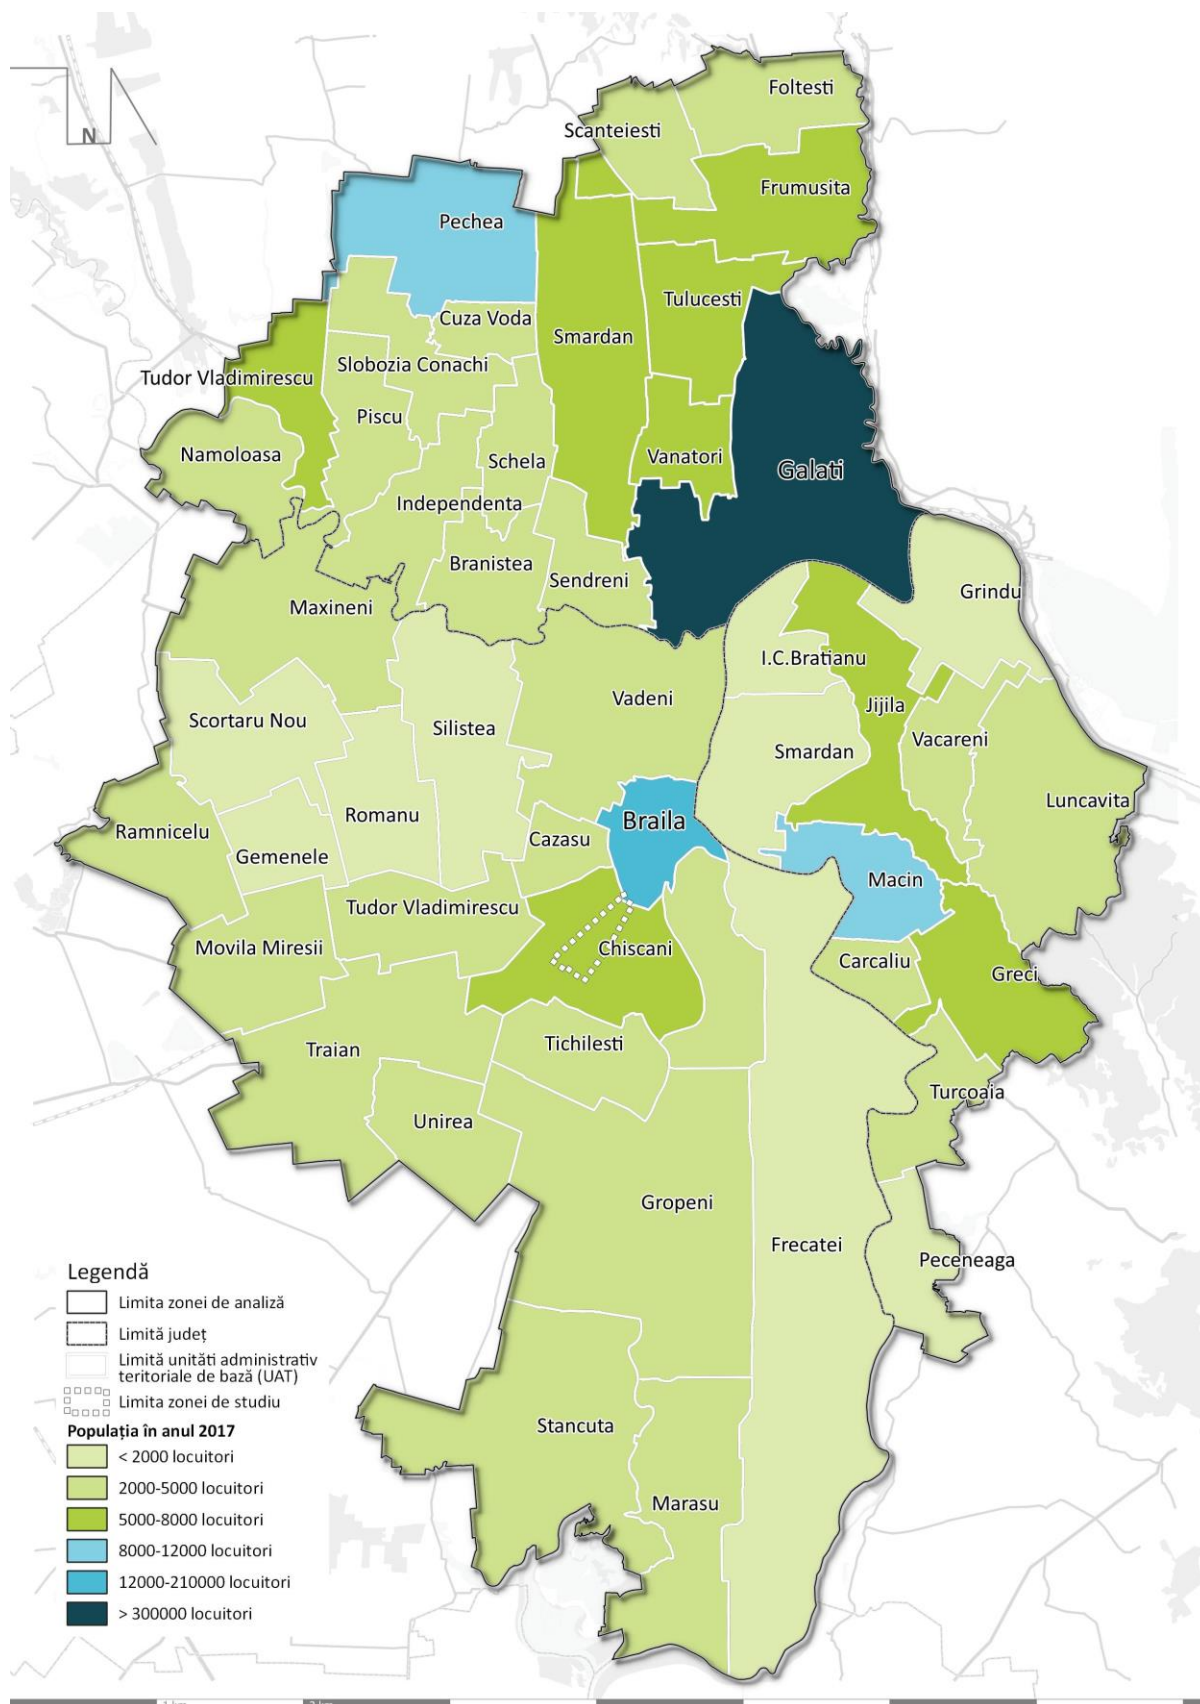 Foltesti
Scanteiesti
N
Frumusita
Pechea
Tulucesti
Cuza Voda
Smardan
Slobozia Conachi
Tudor Vladimirescu
Piscu
Namoloasa
Vanatori
Schela
Galati
Independenta
Branistea
Sendreni
Grindu
Maxineni
I.C.Bratianu
Vadeni
Jijila
Scortaru Nou
Silistea
Vacareni
Smardan
Luncavita
Romanu
Braila
Ramnicelu
Cazasu
Gemenele
Macin
Tudor Vladimirescu
Movila Miresii
Chiscani
Carcaliu
Greci
Traian
Tichilesti
Turcoaia
Unirea
Gropeni
Frecatei
Peceneaga
Stancuta
Marasu
Legendă
Limita zonei de analiză
Limită județ
Limită unităti administrativ
teritoriale de bază (UAT)
Limita zonei de studiu
Populația în anul 2017
< 2000 locuitori
2000-5000 locuitori
5000-8000 locuitori
8000-12000 locuitori
12000-210000 locuitori
> 300000 locuitori